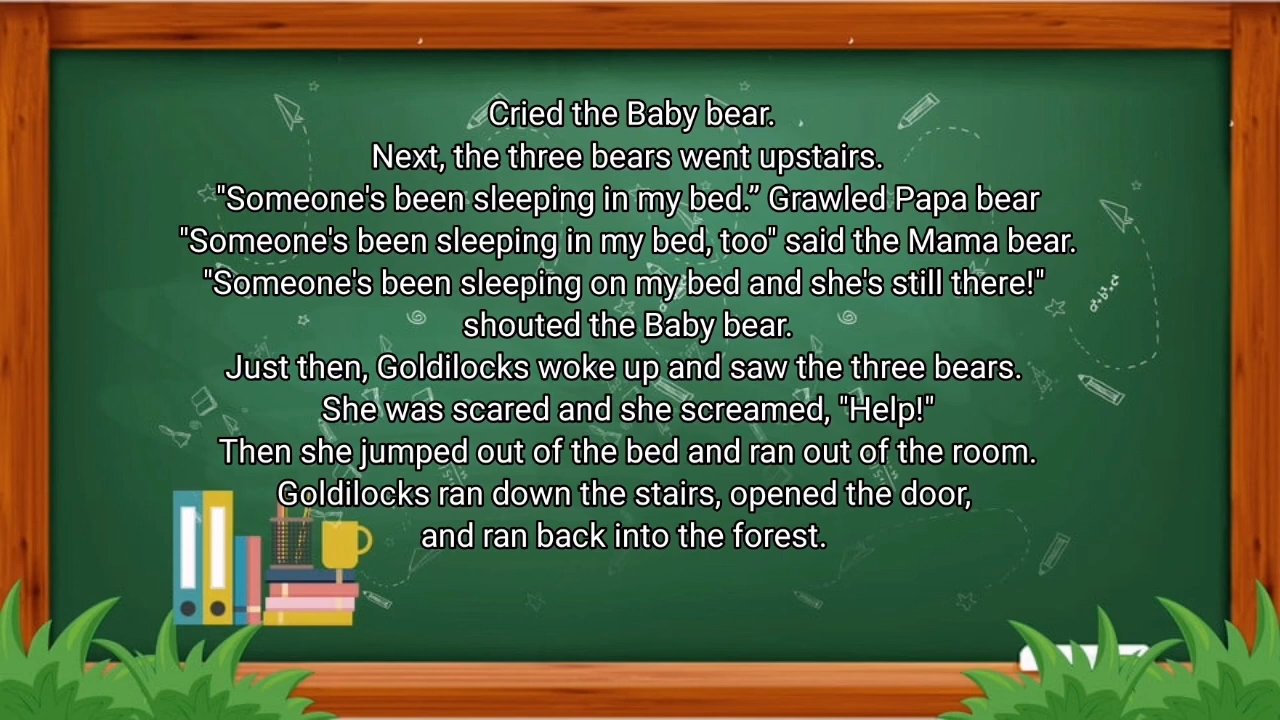 Cried the Baby bear.
Next, the three bears went upstairs.
"Someone's been sleeping in my bed.” Grawled Papa bear
"Someone's been sleeping in my bed, too" said the Mama bear.
"Someone's been sleeping on my bed and she's still there!"
shouted the Baby bear.
Just then, Goldilocks woke up and saw the three bears.
She was scared and she screamed, "Help!"
Then she jumped out of the bed and ran out of the room.
Goldilocks ran down the stairs, opened the door,
and ran back into the forest.